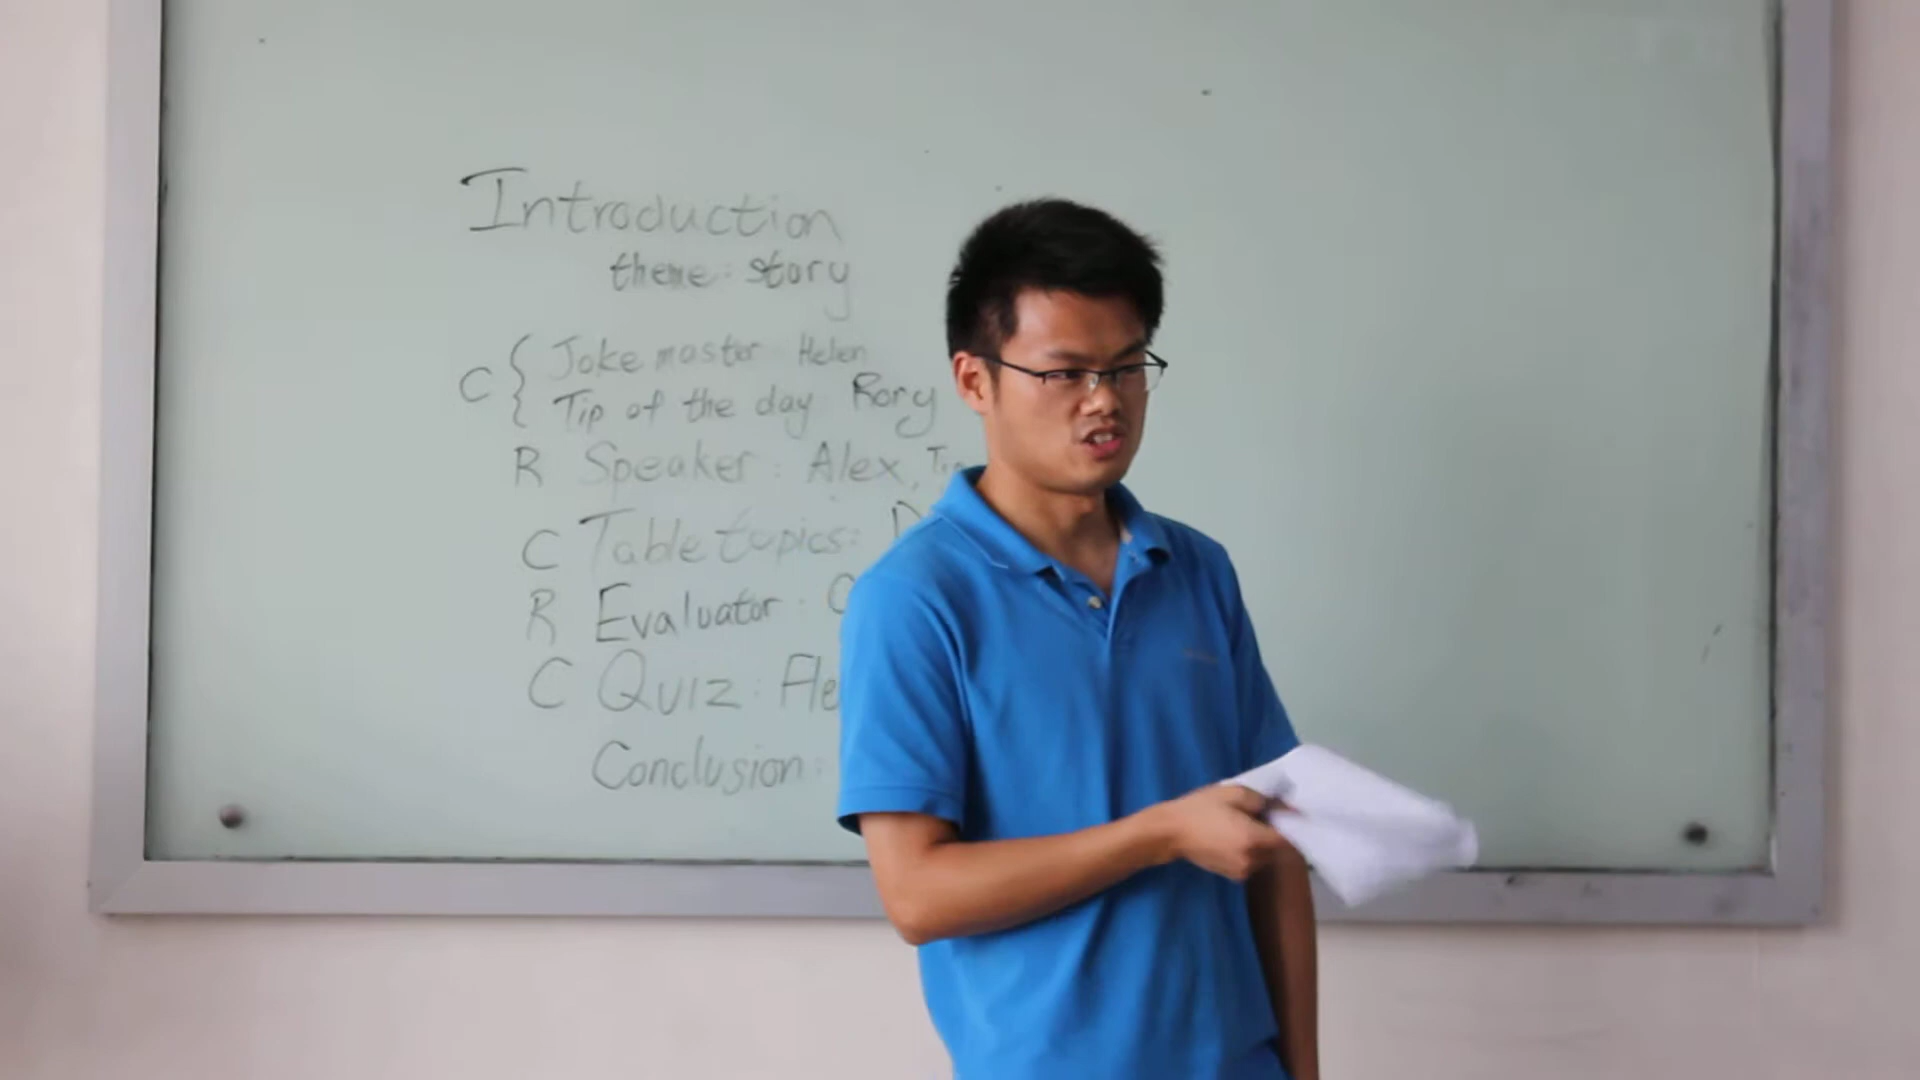 Introduction
theme: story
C { Joke master Helen
Tip of the day Rory
R Speaker: Alex,
C Table topics:
R Evaluator:
C Quiz:
Conclusion: